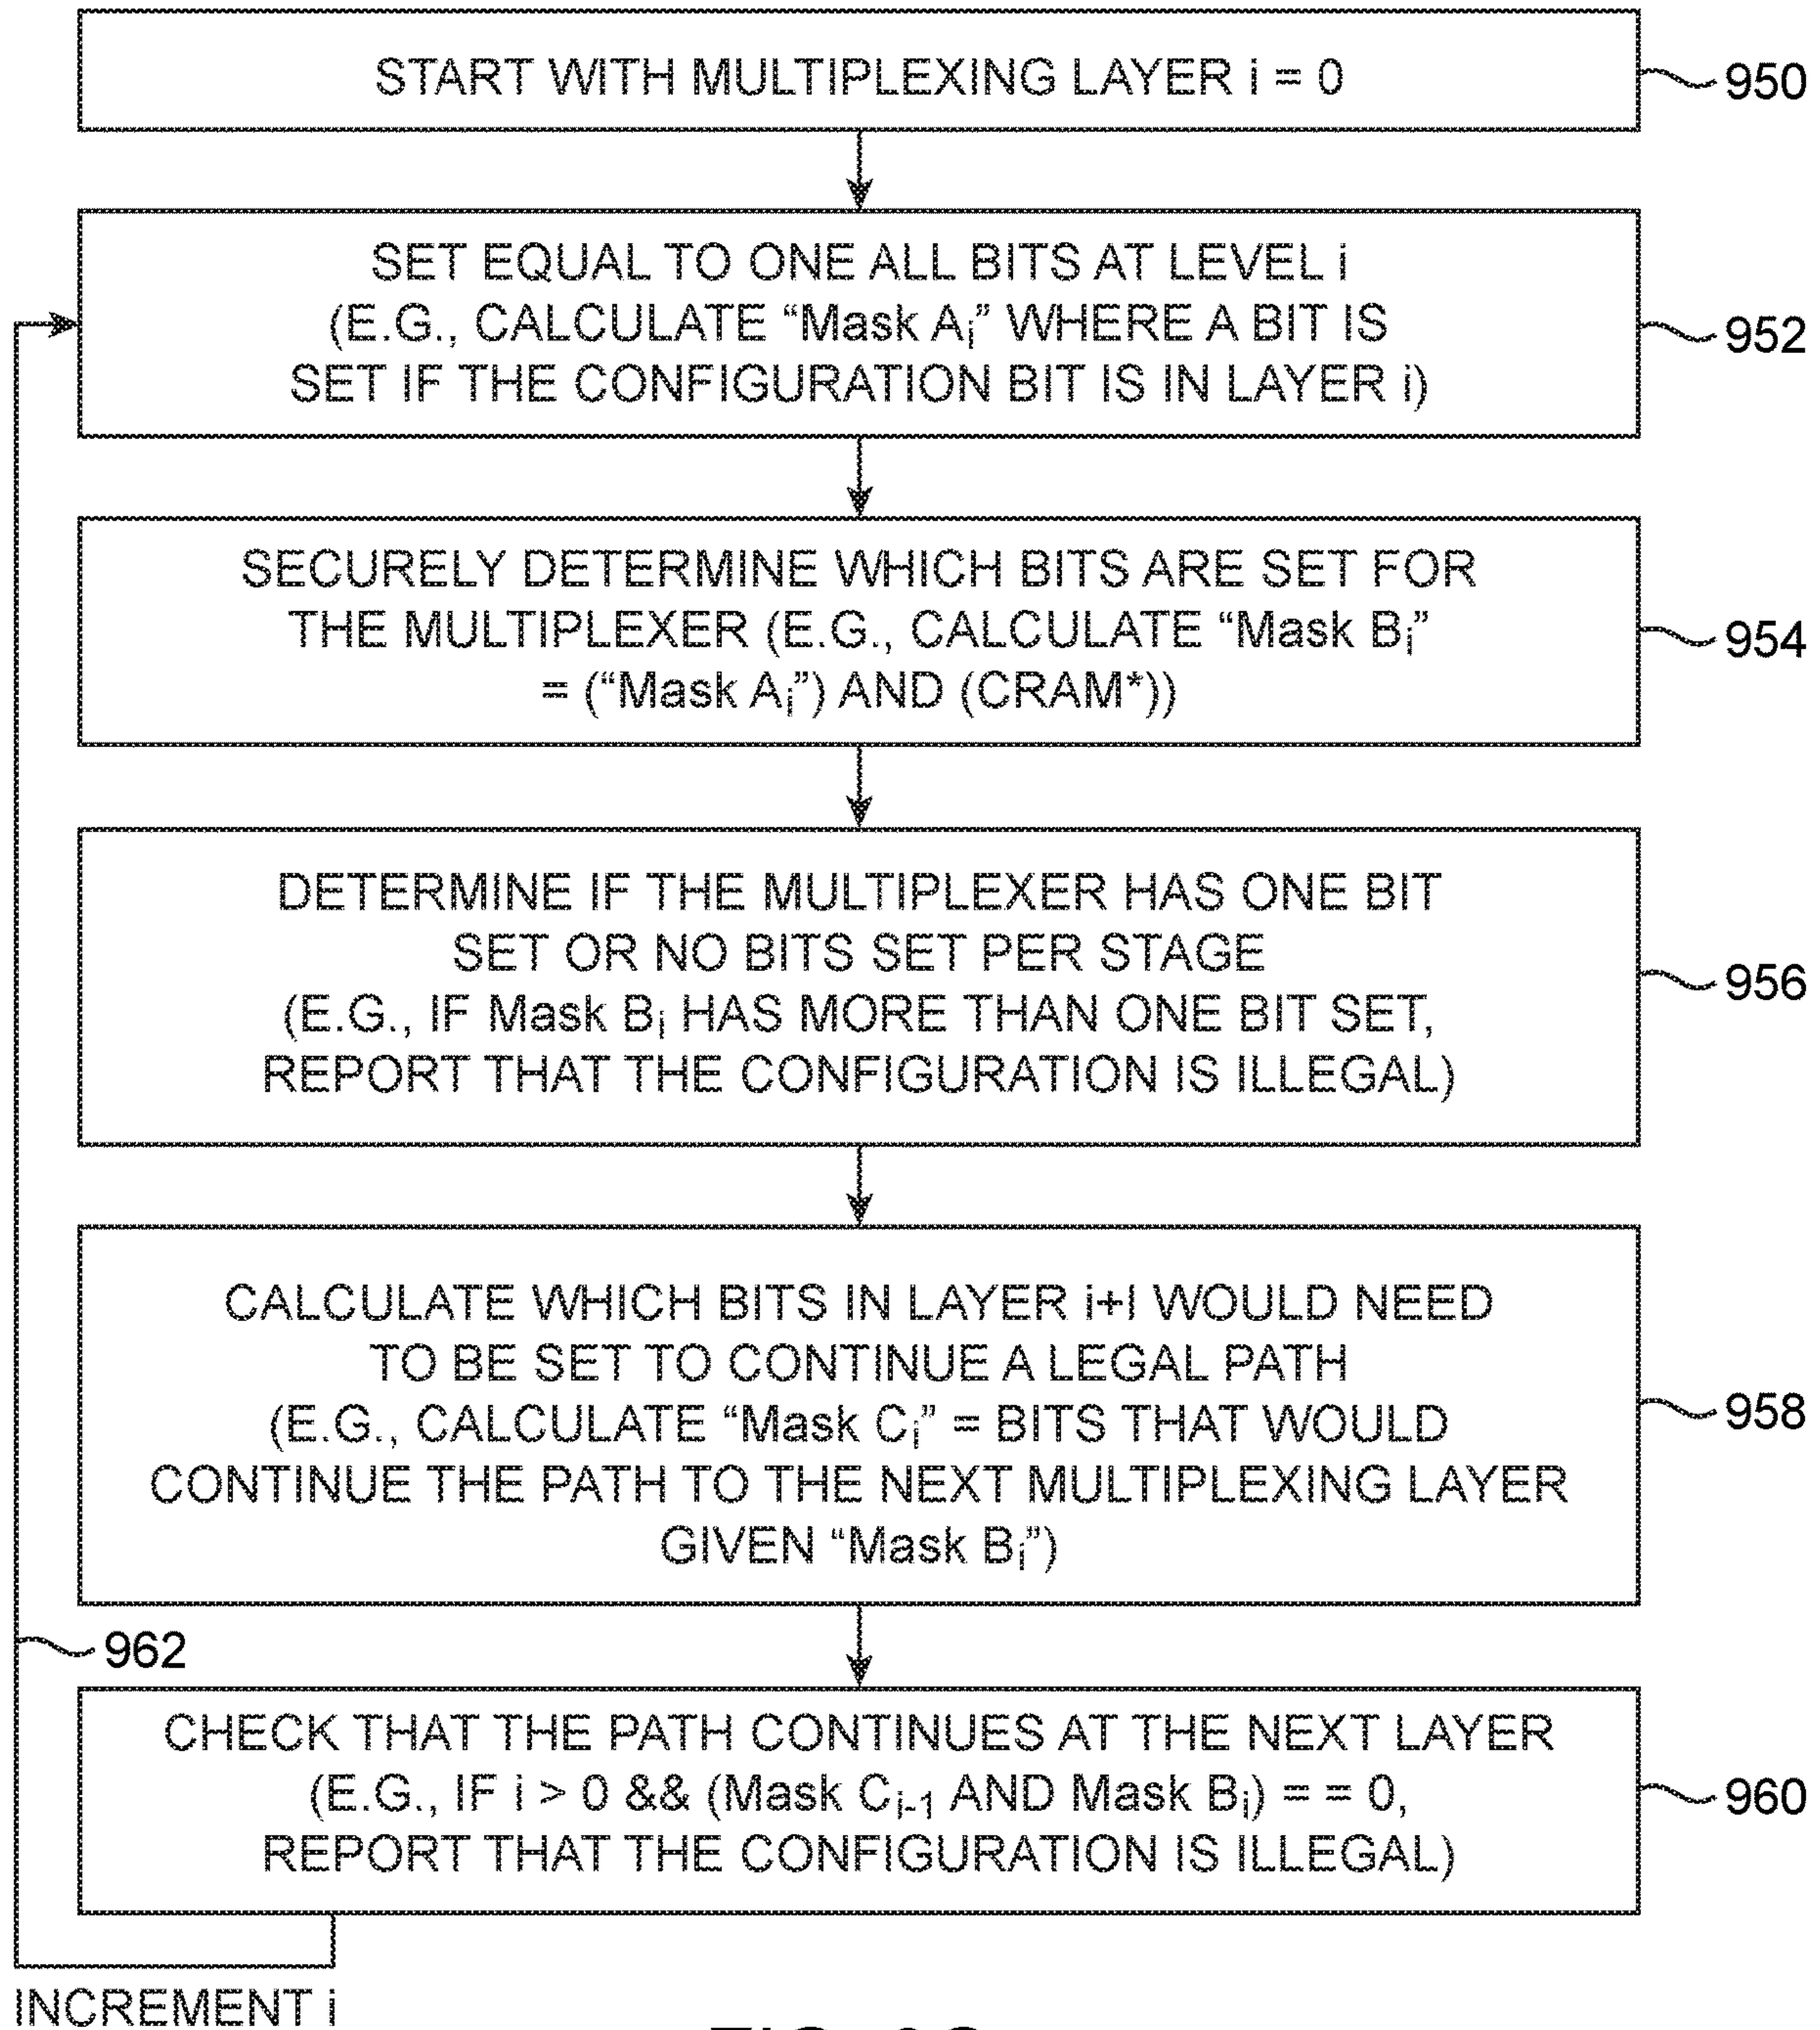 START WITH MULTIPLEXING LAYER i = 0
950
SET EQUAL TO ONE ALL BITS AT LEVEL i
(E.G., CALCULATE “Mask Ai” WHERE A BIT IS
SET IF THE CONFIGURATION BIT IS IN LAYER i)
952
SECURELY DETERMINE WHICH BITS ARE SET FOR
THE MULTIPLEXER (E.G., CALCULATE “Mask Bi”
= (“Mask Ai”) AND (CRAM*))
954
DETERMINE IF THE MULTIPLEXER HAS ONE BIT
SET OR NO BITS SET PER STAGE
(E.G., IF Mask Bi HAS MORE THAN ONE BIT SET,
REPORT THAT THE CONFIGURATION IS ILLEGAL)
956
CALCULATE WHICH BITS IN LAYER i+I WOULD NEED
TO BE SET TO CONTINUE A LEGAL PATH
(E.G., CALCULATE “Mask Ci” = BITS THAT WOULD
CONTINUE THE PATH TO THE NEXT MULTIPLEXING LAYER
GIVEN “Mask Bi”)
958
962
CHECK THAT THE PATH CONTINUES AT THE NEXT LAYER
(E.G., IF i > 0 && (Mask Ci-1 AND Mask Bi) = = 0,
REPORT THAT THE CONFIGURATION IS ILLEGAL)
960
INCREMENT i